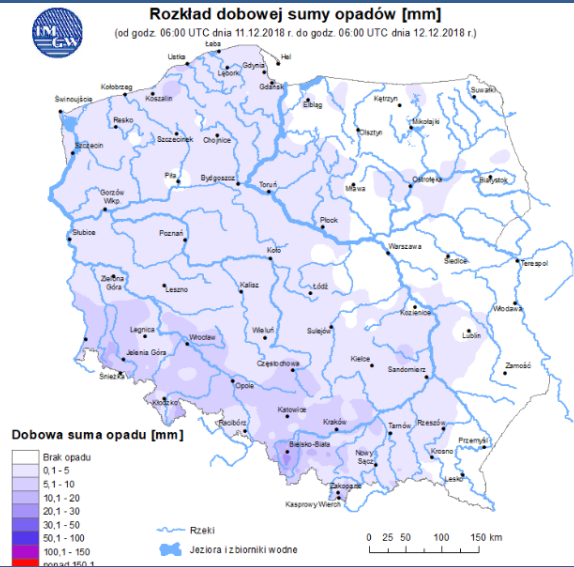 Rozkład dobowej sumy opadów [mm]
(od godz. 06:00 UTC dnia 11.12.2018 r. do godz. 06:00 UTC dnia 12.12.2018 r.)
IM
GW
Łeba
Ustka
Lębork
Gdynia
Hel
Gdańsk
Kołobrzeg
Koszalin
Świnoujście
Elbląg
Kętrzyn
Suwałki
Resko
Szczecinek
Chojnice
Olsztyn
Mikołajki
Szczecin
Piła
Bydgoszcz
Toruń
Mława
Ostrołęka
Białystok
Gorzów
Wlkp.
Płock
Słubice
Poznań
Koło
Warszawa
Siedlce
Terespol
Zielona
Góra
Leszno
Kalisz
Łódź
Kozienice
Włodawa
Legnica
Wrocław
Wieluń
Sulejów
Lublin
Jelenia Góra
Śnieżka
Opole
Częstochowa
Kielce
Sandomierz
Zamość
Kłodzko
Racibórz
Katowice
Kraków
Tarnów
Rzeszów
Bielsko-Biała
Nowy
Sącz
Krosno
Przemyśl
Lesko
Zakopane
Kasprowy Wierch
Dobowa suma opadu [mm]
Brak opadu
0,1 - 5
5,1 - 10
10,1 - 20
20,1 - 30
30,1 - 50
50,1 - 100
100,1 - 150
ponad 150,1
Rzeki
Jeziora i zbiorniki wodne
0 25 50 100 150 km